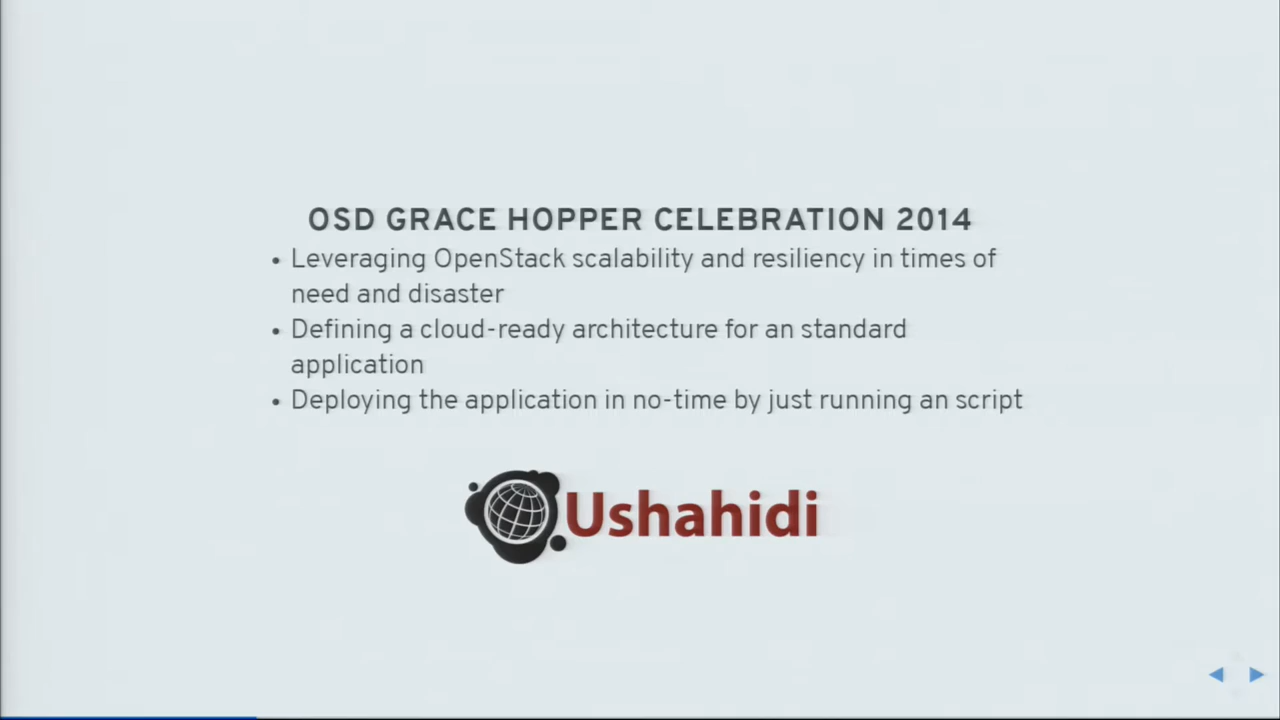 OSD GRACE HOPPER CELEBRATION 2014
• Leveraging OpenStack scalability and resiliency in times of
need and disaster
• Defining a cloud-ready architecture for an standard
application
• Deploying the application in no-time by just running an script
Ushahidi